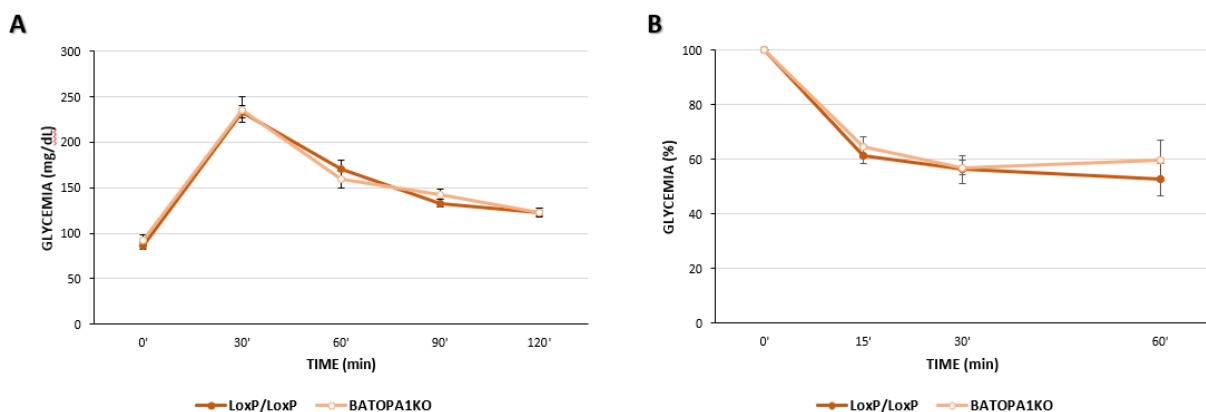 A
GLYCEMIA (mg/dL)
300
250
200
150
100
50
0
0' 30' 60' 90' 120'
TIME (min)
LoxP/LoxP BATOPA1KO
B
GLYCEMIA (%)
100
80
60
40
20
0
0' 15' 30' 60'
TIME (min)
LoxP/LoxP BATOPA1KO